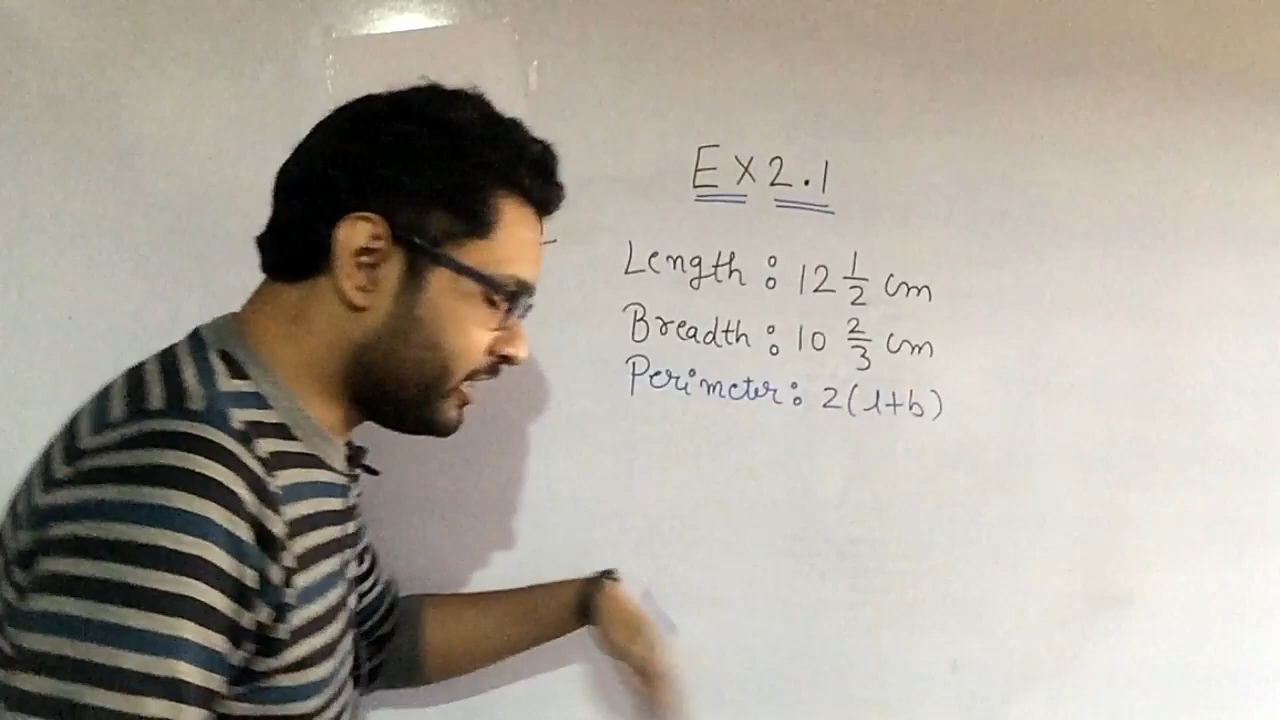 Ex 2.1
Length : 12 1/2 cm
Breadth : 10 2/3 cm
Perimeter : 2(l+b)